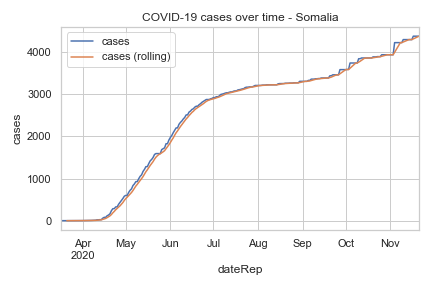 COVID-19 cases over time - Somalia
cases
cases (rolling)
4000
3000
2000
1000
0
cases
Apr
2020
May
Jun
Jul
Aug
Sep
Oct
Nov
dateRep